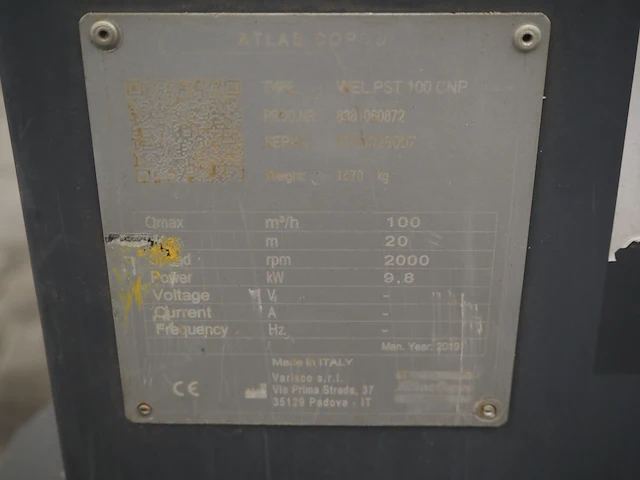 ATLAS COPCO
TYPE WEL PST 100 CNP
PROD NR 8381060872
SERIAL
Weight 1870 kg
Qmax m³/h 100
m 20
Speed rpm 2000
Power kW 9,8
Voltage V -
Current A -
Frequency Hz -
Man. Year: 2019
Made in ITALY
Varisco s.r.l.
Via Prima Strada, 37
35129 Padova - IT
CE